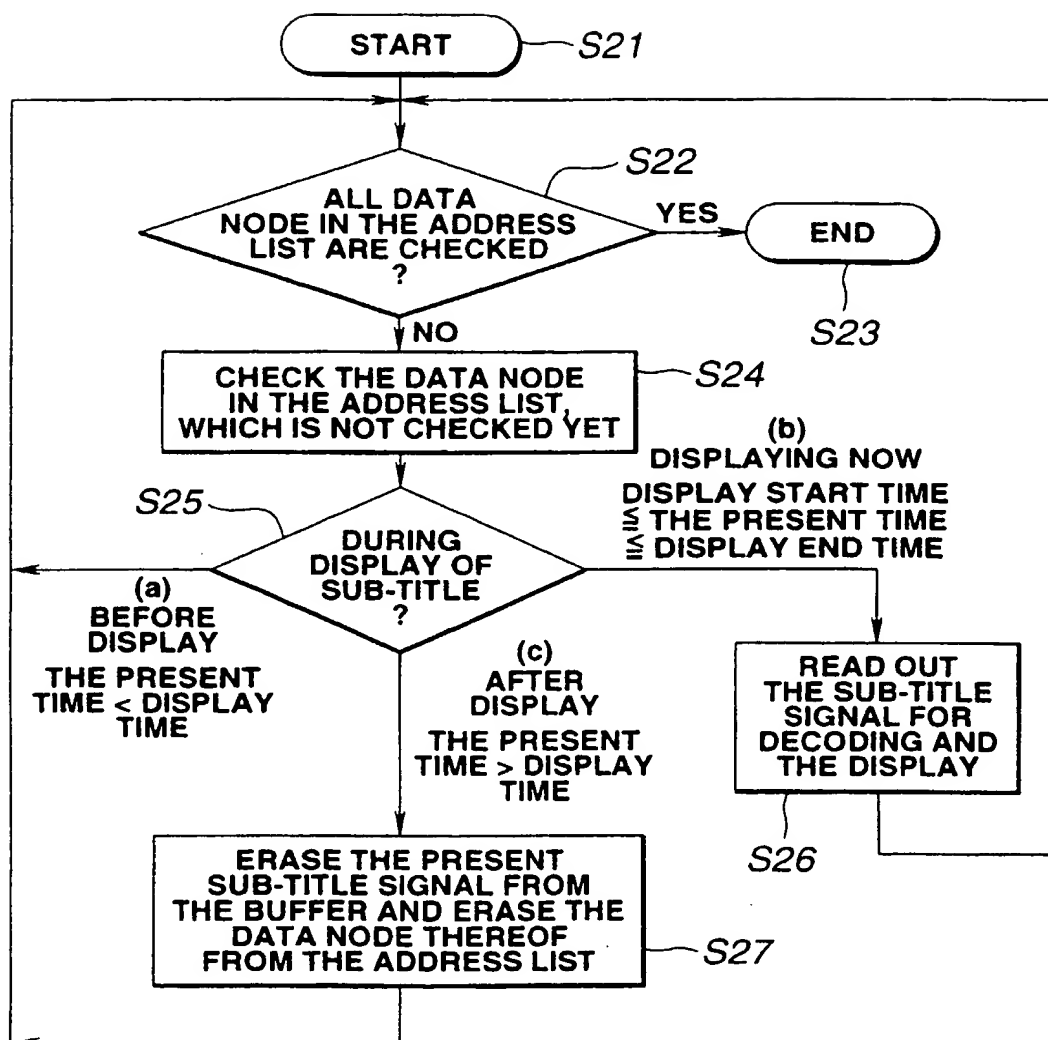 START
S21
S22
ALL DATA
NODE IN THE ADDRESS
LIST ARE CHECKED
?
YES
END
S23
NO
CHECK THE DATA NODE
IN THE ADDRESS LIST,
WHICH IS NOT CHECKED YET
S24
(b)
DISPLAYING NOW
DISPLAY START TIME
≦ THE PRESENT TIME
≦ DISPLAY END TIME
S25
DURING
DISPLAY OF
SUB-TITLE
?
(a)
BEFORE
DISPLAY
THE PRESENT
TIME < DISPLAY
TIME
(c)
AFTER
DISPLAY
THE PRESENT
TIME > DISPLAY
TIME
READ OUT
THE SUB-TITLE
SIGNAL FOR
DECODING AND
THE DISPLAY
S26
ERASE THE PRESENT
SUB-TITLE SIGNAL FROM
THE BUFFER AND ERASE THE
DATA NODE THEREOF
FROM THE ADDRESS LIST
S27